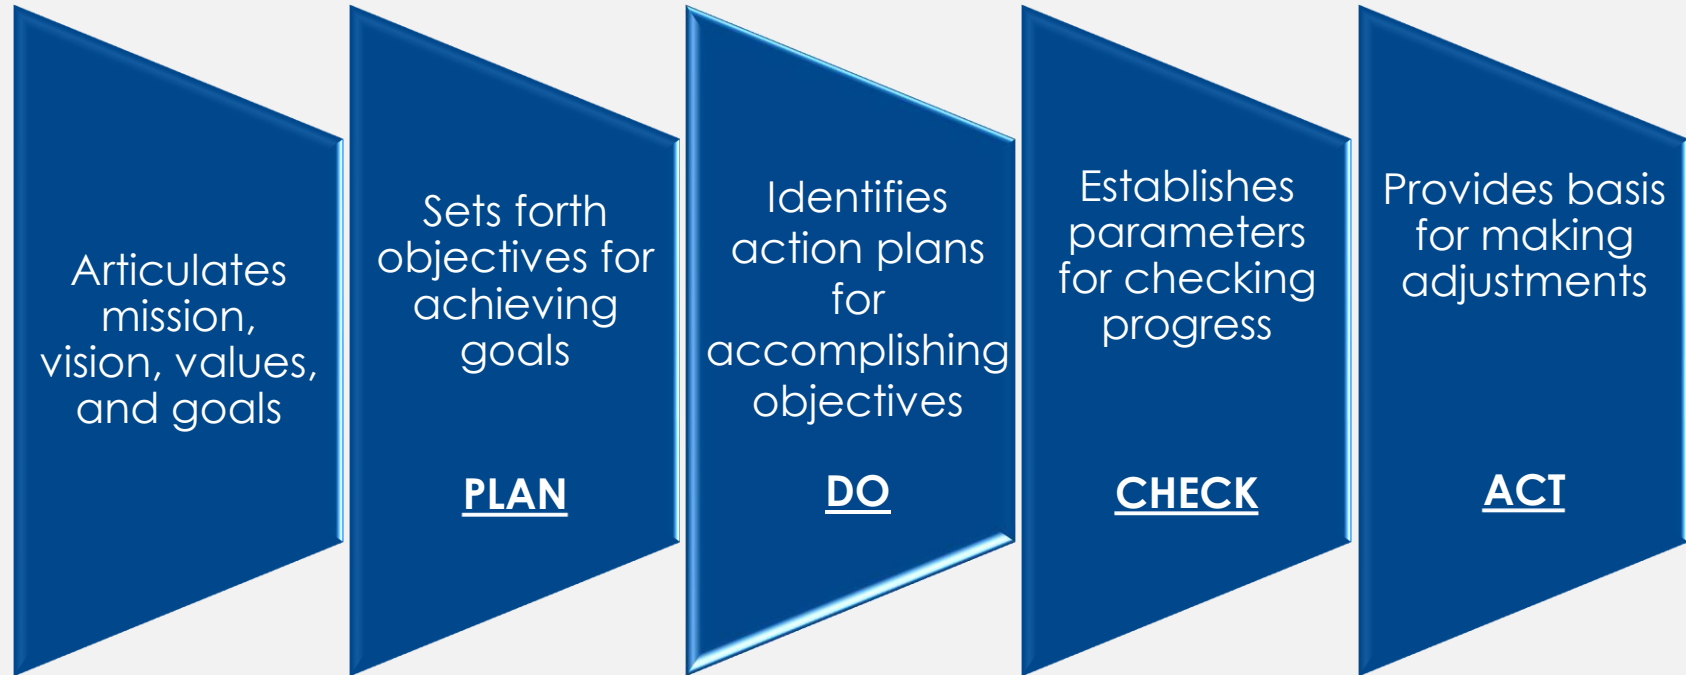 Articulates
mission,
vision, values,
and goals
Sets forth
objectives for
achieving
goals
PLAN
Identifies
action plans
for
accomplishing
objectives
DO
Establishes
parameters
for checking
progress
CHECK
Provides basis
for making
adjustments
ACT